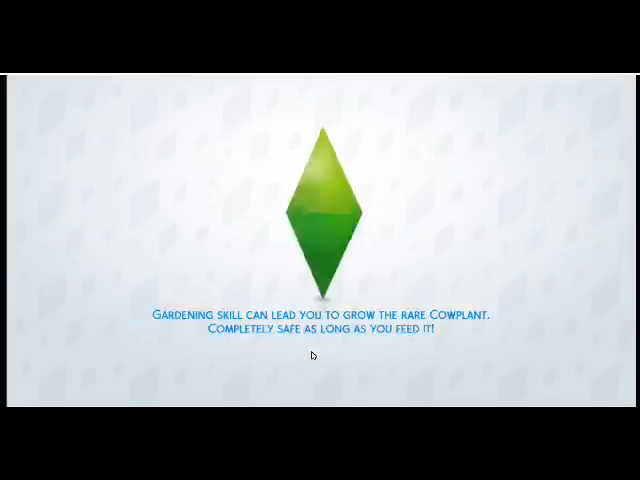 Gardening skill can lead you to grow the rare Cowplant.
Completely safe as long as you feed it!